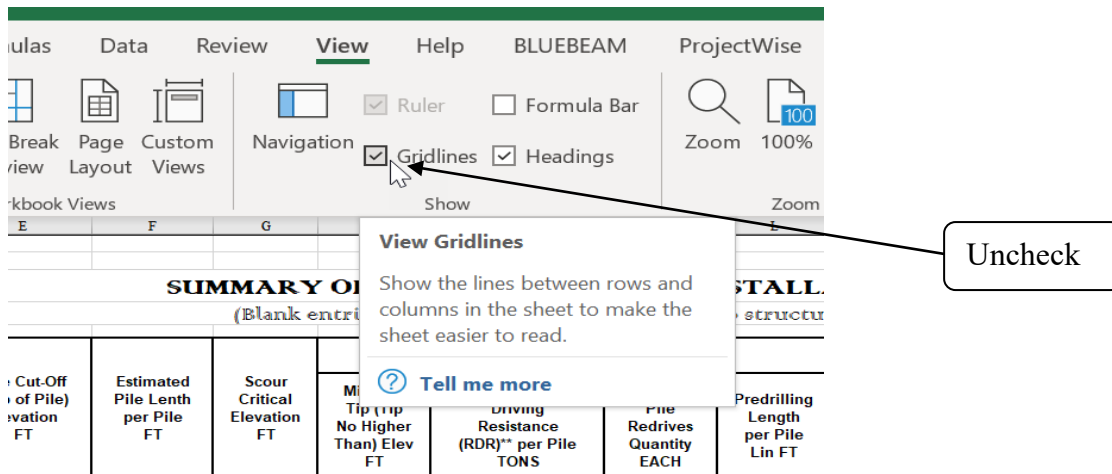 ulas Data Review View Help BLUEBEAM ProjectWise
Ruler Formula Bar
100
Break Page Custom Navigation Zoom 100%
view Layout Views Gridlines Headings
rkbook Views Show Zoom
Uncheck
E F G L
View Gridlines
Show the lines between rows and
columns in the sheet to make the
sheet easier to read.
Tell me more
SUMMARY OF STALL
(Blank entri structu
Cut-Off
of Pile)
evation
FT
Estimated
Pile Lenth
per Pile
FT
Scour
Critical
Elevation
FT
Mi
Tip (Tip
No Higher
Than) Elev
FT
Driving
Resistance
(RDR)** per Pile
TONS
Pile
Redrives
Quantity
EACH
Predrilling
Length
per Pile
Lin FT